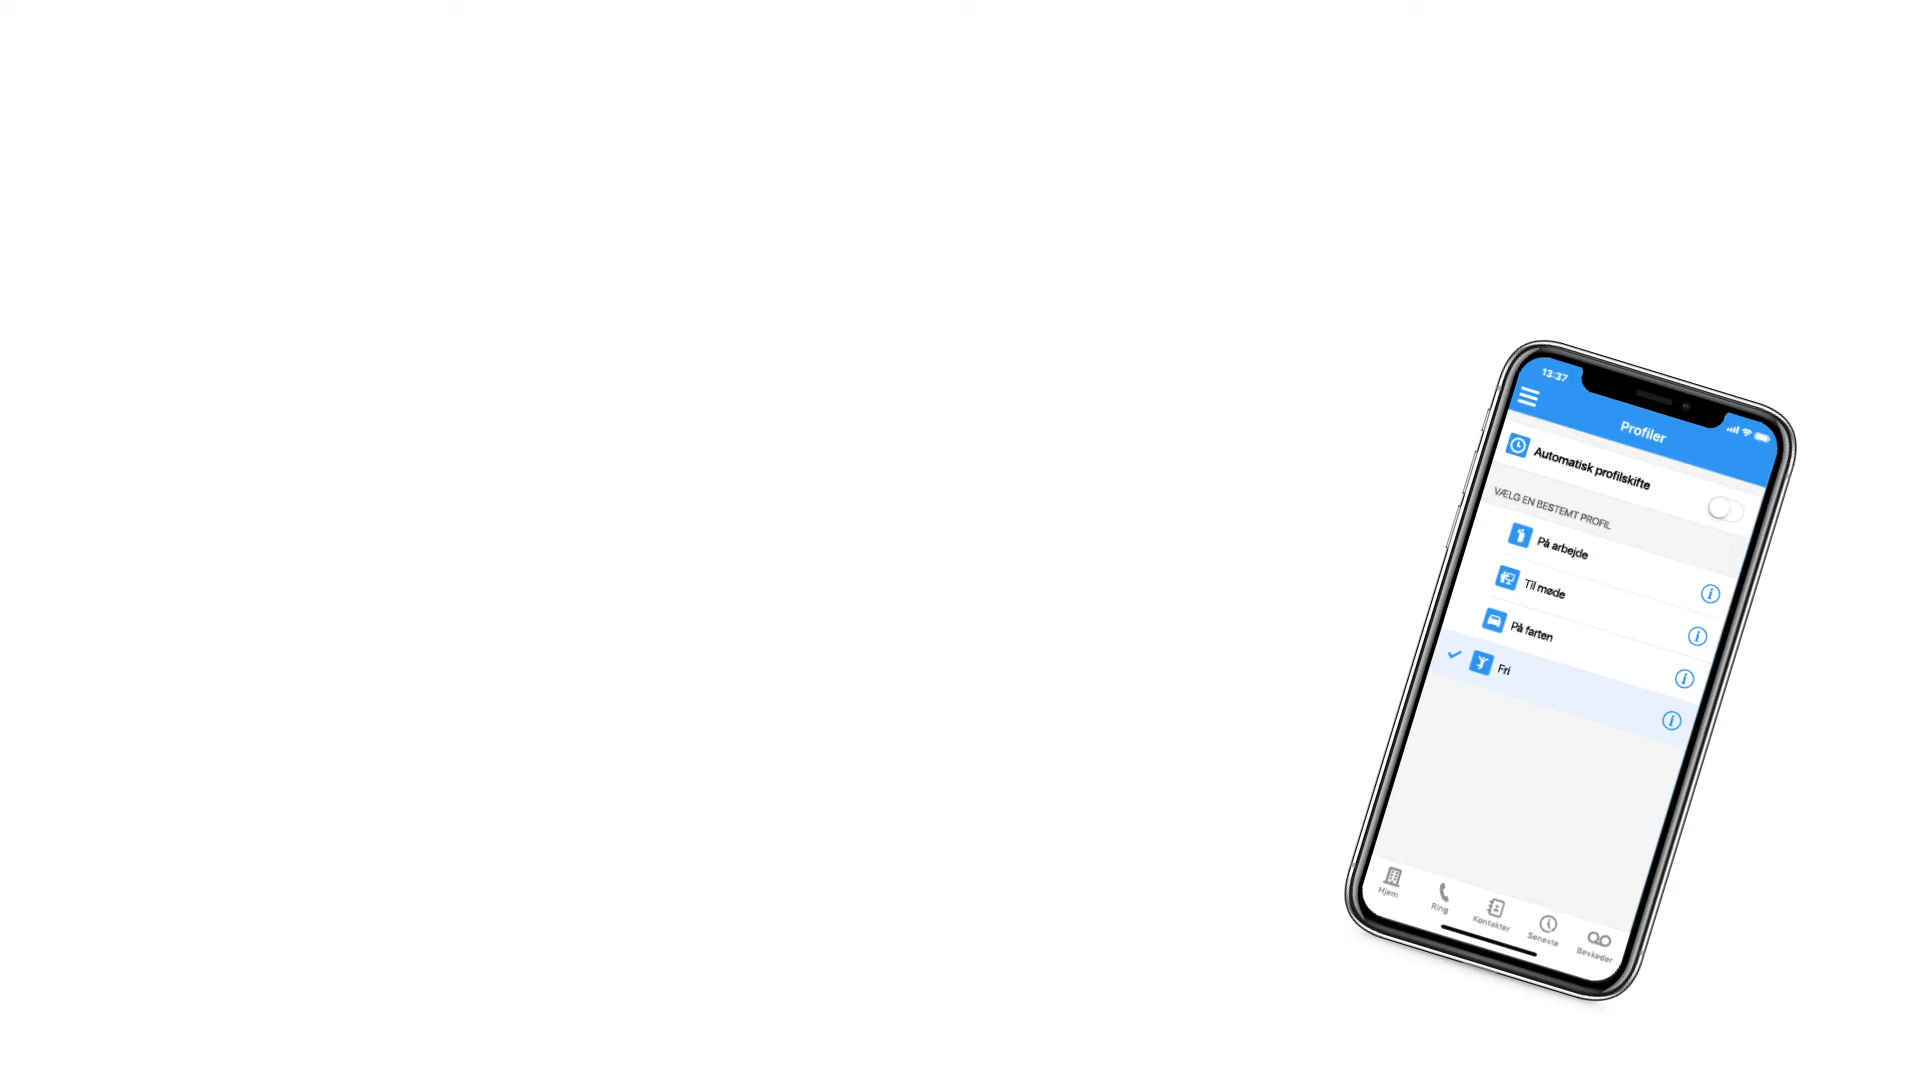 13:37
Profiler
Automatisk profilskifte
VÆLG EN BESTEMT PROFIL
På arbejde
Til møde
På farten
Fri
Hjem
Ring
Kontakter
Seneste
Beskeder